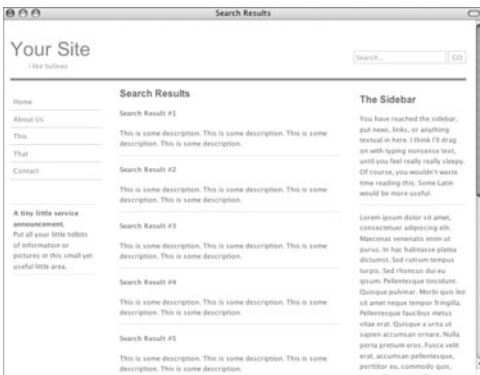 Search Results
Your Site
i like bylines
Search...
GO
Home
About Us
This
That
Contact
A tiny little service
announcement.
Put all your little tidbits
of information or
pictures in this small yet
useful little area.
Search Results
Search Result #1
This is some description. This is some description. This is some
description. This is some description.
Search Result #2
This is some description. This is some description. This is some
description. This is some description.
Search Result #3
This is some description. This is some description. This is some
description. This is some description.
Search Result #4
This is some description. This is some description. This is some
description. This is some description.
Search Result #5
This is some description. This is some description. This is some
description. This is some description.
The Sidebar
You have reached the sidebar,
put news, links, or anything
textual in here. I think I'll drag
on with typing nonsense text,
until you feel really really sleepy.
Of course, you wouldn't waste
time reading this. Some Latin
would be more useful.
Lorem ipsum dolor sit amet,
consectetuer adipiscing elit.
Maecenas venenatis enim ut
purus. In hac habitasse platea
dictumst. Sed rutrum tempus
turpis. Sed rhoncus dui eu
ipsum. Pellentesque tincidunt.
Quisque pulvinar. Morbi quis leo
sit amet neque tempor fringilla.
Pellentesque faucibus metus
vitae erat. Quisque a urna ut
sapien accumsan ornare. Nulla
porta pretium eros. Fusce velit
erat, accumsan pellentesque,
porttitor eu, commodo quis,